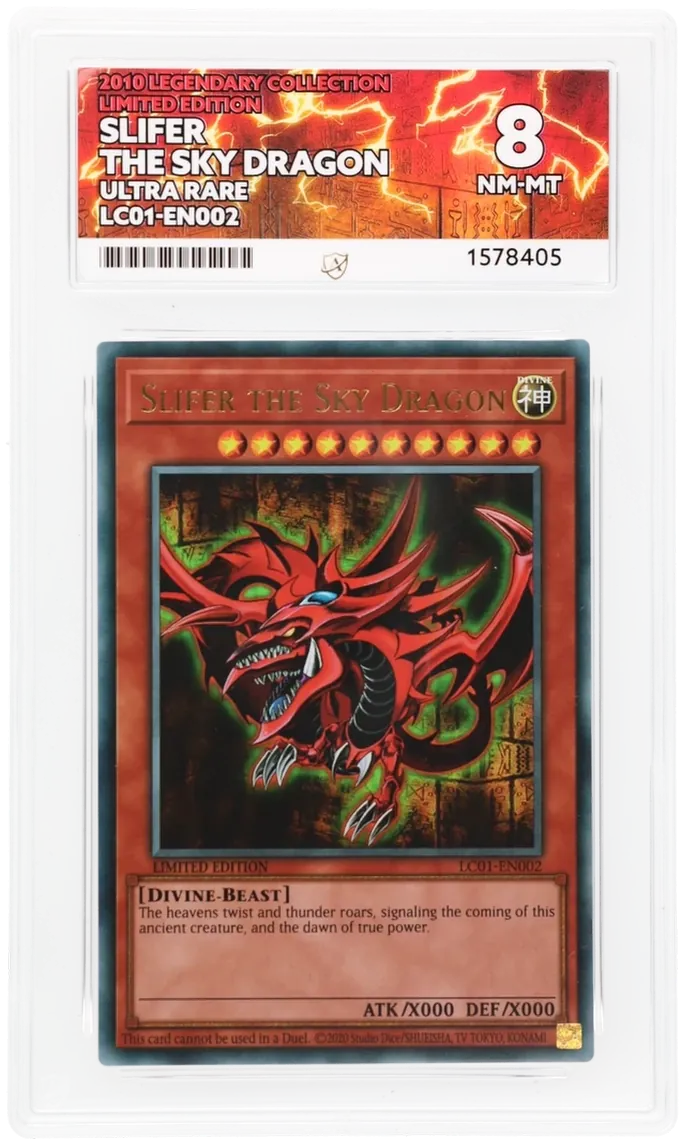 2010 LEGENDARY COLLECTION
LIMITED EDITION
SLIFER
THE SKY DRAGON
ULTRA RARE
LC01-EN002
8
NM-MT
1578405
SLIFER THE SKY DRAGON
DIVINE
神
LIMITED EDITION LC01-EN002
[DIVINE-BEAST]
The heavens twist and thunder roars, signaling the coming of this
ancient creature, and the dawn of true power.
ATK/X000 DEF/X000
This card cannot be used in a Duel. ©2020 Studio Dice/SHUEISHA, TV TOKYO, KONAMI